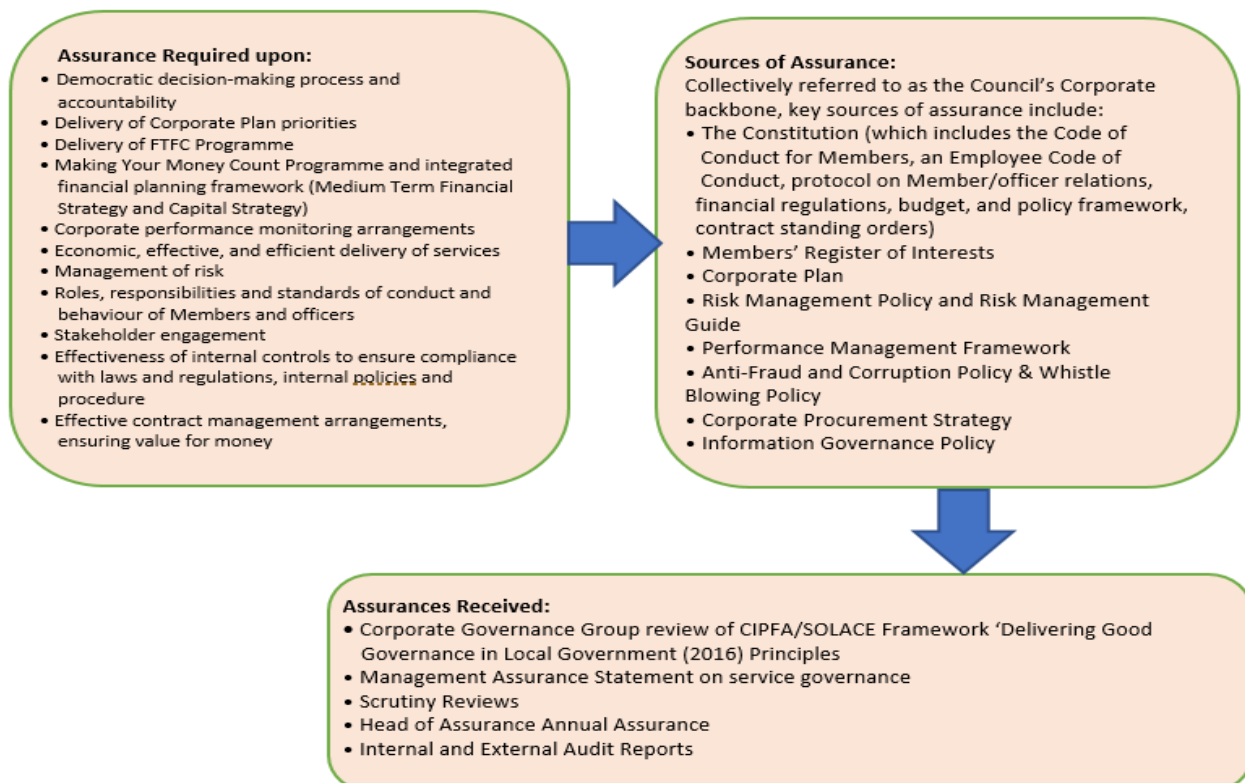 Assurance Required upon:
• Democratic decision-making process and
accountability
• Delivery of Corporate Plan priorities
• Delivery of FTFC Programme
• Making Your Money Count Programme and integrated
financial planning framework (Medium Term Financial
Strategy and Capital Strategy)
• Corporate performance monitoring arrangements
• Economic, effective, and efficient delivery of services
• Management of risk
• Roles, responsibilities and standards of conduct and
behaviour of Members and officers
• Stakeholder engagement
• Effectiveness of internal controls to ensure compliance
with laws and regulations, internal policies and
procedure
• Effective contract management arrangements,
ensuring value for money
Sources of Assurance:
Collectively referred to as the Council’s Corporate
backbone, key sources of assurance include:
• The Constitution (which includes the Code of
Conduct for Members, an Employee Code of
Conduct, protocol on Member/officer relations,
financial regulations, budget, and policy framework,
contract standing orders)
• Members’ Register of Interests
• Corporate Plan
• Risk Management Policy and Risk Management
Guide
• Performance Management Framework
• Anti-Fraud and Corruption Policy & Whistle
Blowing Policy
• Corporate Procurement Strategy
• Information Governance Policy
Assurances Received:
• Corporate Governance Group review of CIPFA/SOLACE Framework ‘Delivering Good
Governance in Local Government (2016) Principles
• Management Assurance Statement on service governance
• Scrutiny Reviews
• Head of Assurance Annual Assurance
• Internal and External Audit Reports